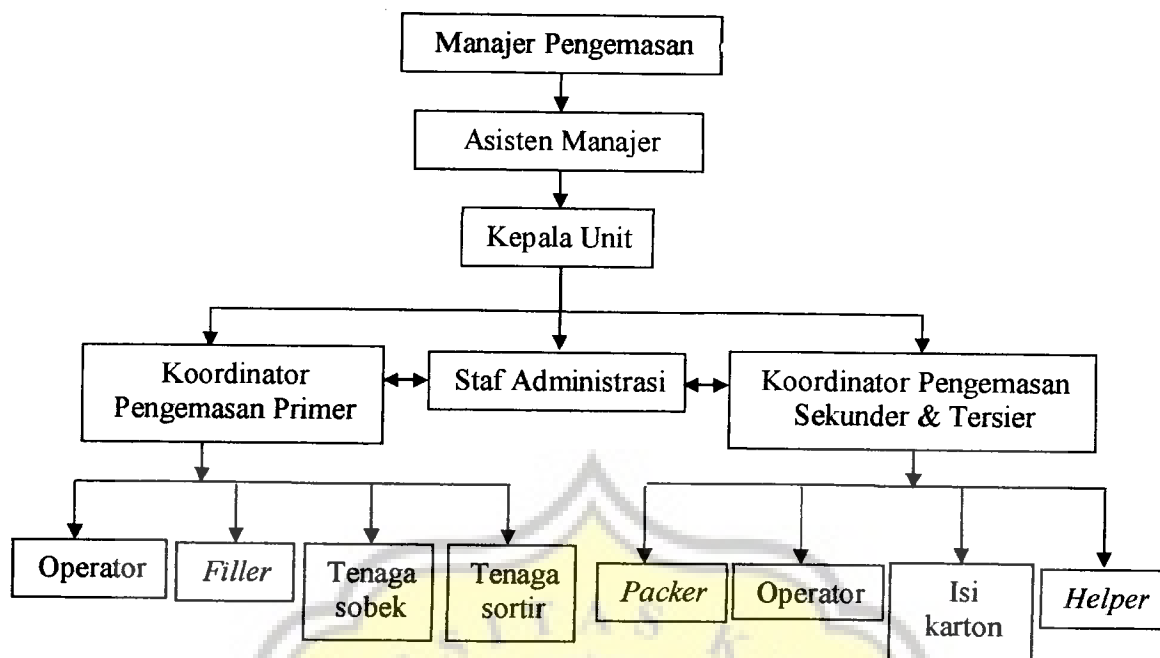 Manajer Pengemasan
Asisten Manajer
Kepala Unit
Koordinator
Pengemasan Primer
Staf Administrasi
Koordinator Pengemasan
Sekunder & Tersier
Operator
Filler
Tenaga
sobek
Tenaga
sortir
Packer
Operator
Isi
karton
Helper